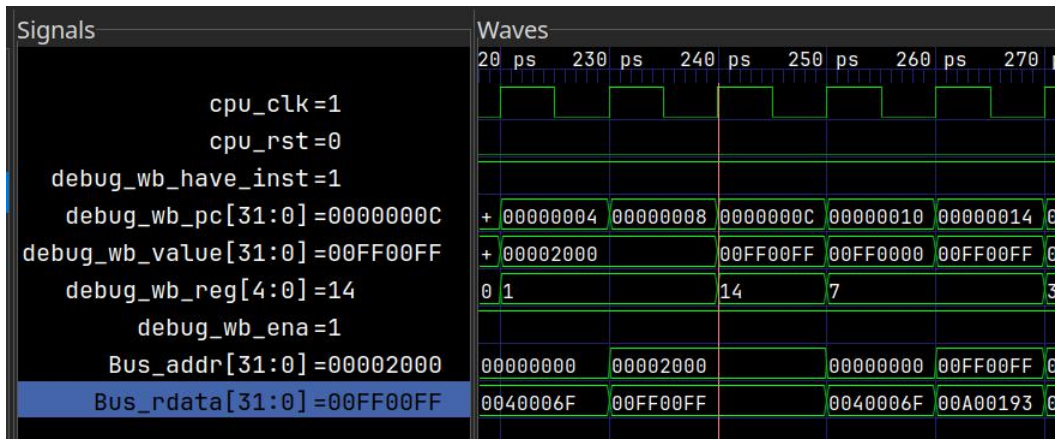 Signals
Waves
20 ps 230 ps 240 ps 250 ps 260 ps 270
cpu_clk=1
cpu_rst=0
debug_wb_have_inst=1
debug_wb_pc[31:0]=0000000C + 00000004 00000008 0000000C 00000010 00000014
debug_wb_value[31:0]=00FF00FF + 00002000 00FF00FF 00FF0000 00FF00FF
debug_wb_reg[4:0]=14 0 1 14 7 3
debug_wb_ena=1
Bus_addr[31:0]=00002000 00000000 00002000 00000000 00FF00FF
Bus_rdata[31:0]=00FF00FF 0040006F 00FF00FF 0040006F 00A00193